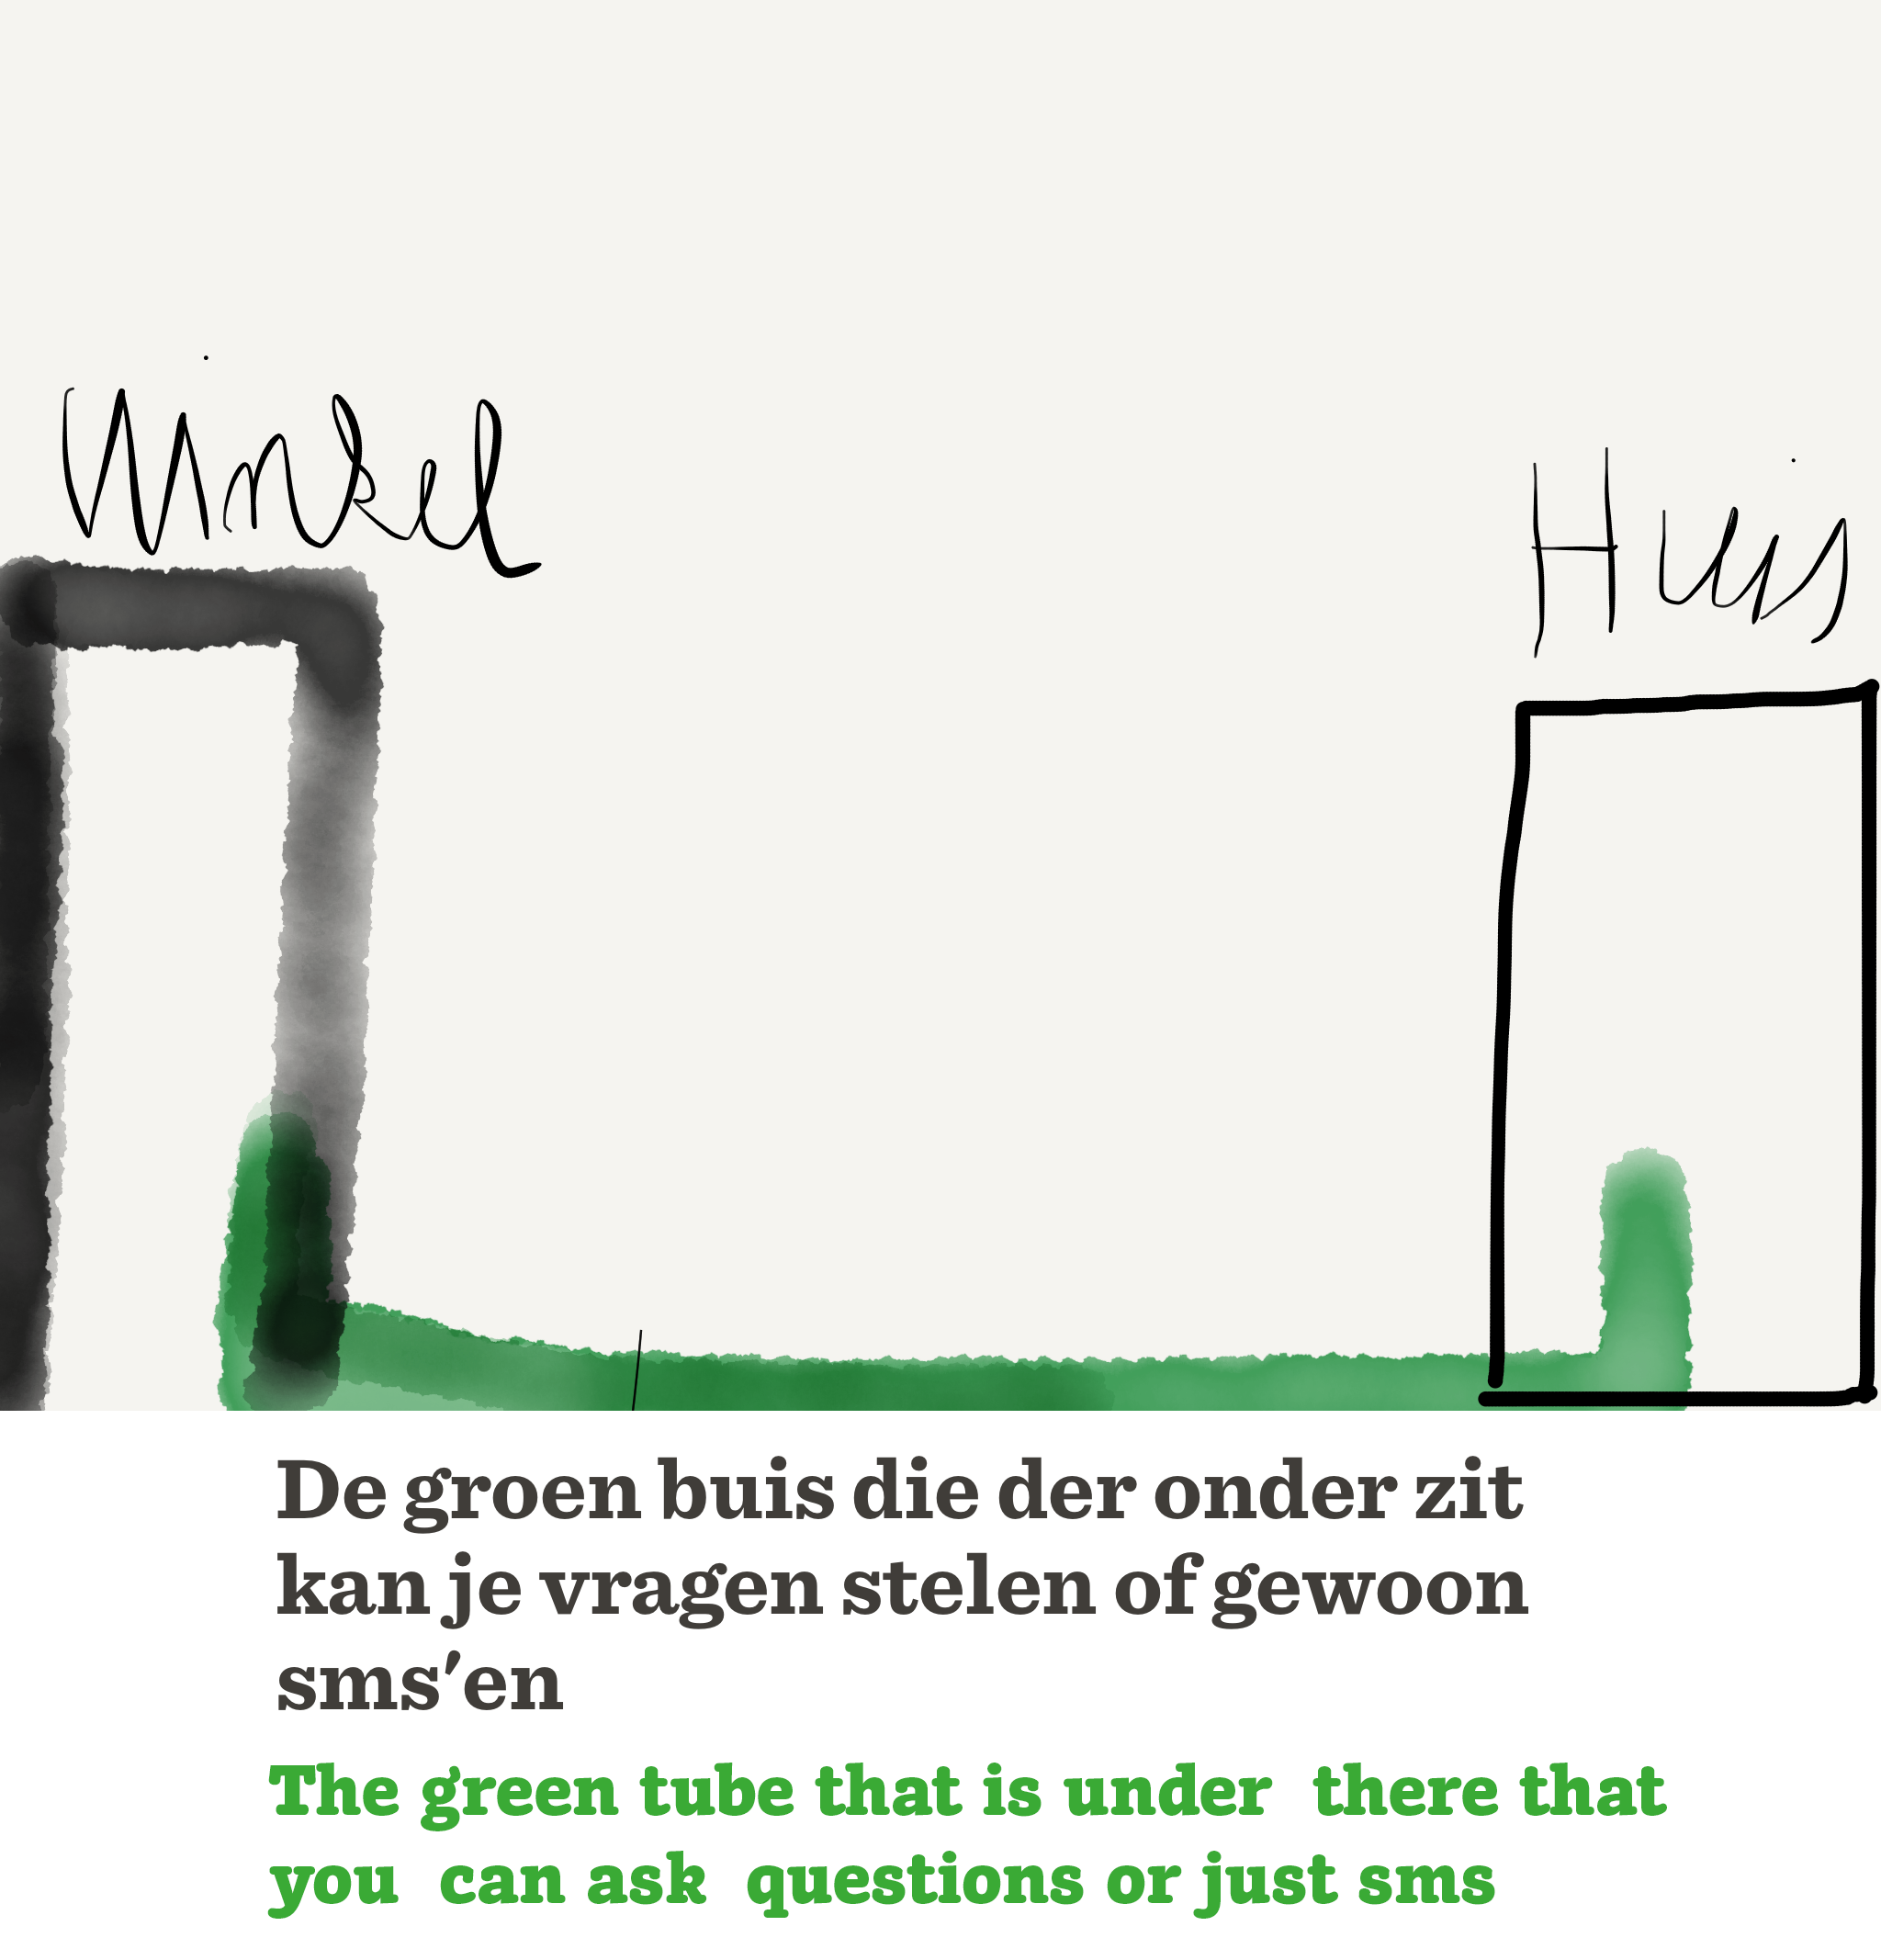 Winkel
Huis
De groen buis die der onder zit
kan je vragen stelen of gewoon
sms'en
The green tube that is under there that
you can ask questions or just sms